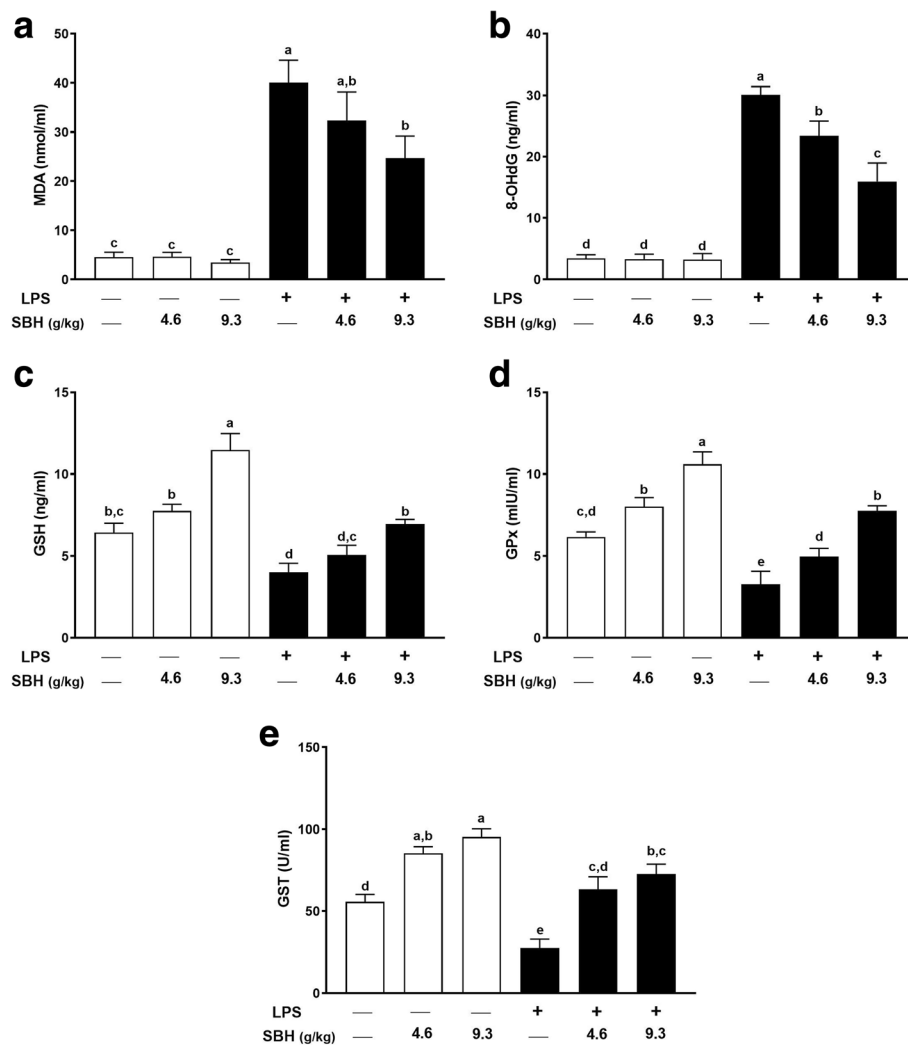 a
MDA (nmol/ml)
50
40
30
20
10
0
c
c
c
a
a,b
b
LPS — — — + + +
SBH (g/kg) — 4.6 9.3 — 4.6 9.3
b
8-OHdG (ng/ml)
40
30
20
10
0
d
d
d
a
b
c
LPS — — — + + +
SBH (g/kg) — 4.6 9.3 — 4.6 9.3
c
GSH (ng/ml)
15
10
5
0
b,c
b
a
d
d,c
b
LPS — — — + + +
SBH (g/kg) — 4.6 9.3 — 4.6 9.3
d
GPx (mIU/ml)
15
10
5
0
c,d
b
a
e
d
b
LPS — — — + + +
SBH (g/kg) — 4.6 9.3 — 4.6 9.3
e
GST (U/ml)
150
100
50
0
d
a,b
a
e
c,d
b,c
LPS — — — + + +
SBH (g/kg) — 4.6 9.3 — 4.6 9.3